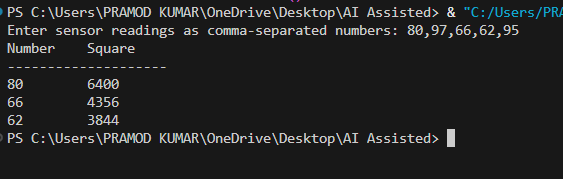 PS C:\Users\PRAMOD KUMAR\OneDrive\Desktop\AI Assisted> & "C:/Users/PRA
Enter sensor readings as comma-separated numbers: 80,97,66,62,95
Number    Square
--------------------
80        6400
66        4356
62        3844
PS C:\Users\PRAMOD KUMAR\OneDrive\Desktop\AI Assisted>